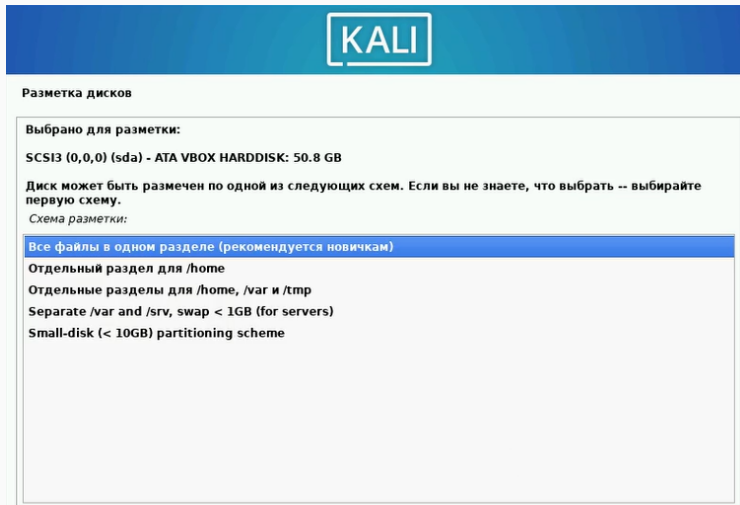 KALI
Разметка дисков
Выбрано для разметки:
SCSI3 (0,0,0) (sda) - ATA VBOX HARDDISK: 50.8 GB
Диск может быть размечен по одной из следующих схем. Если вы не знаете, что выбрать -- выбирайте
первую схему.
Схема разметки:
Все файлы в одном разделе (рекомендуется новичкам)
Отдельный раздел для /home
Отдельные разделы для /home, /var и /tmp
Separate /var and /srv, swap < 1GB (for servers)
Small-disk (< 10GB) partitioning scheme